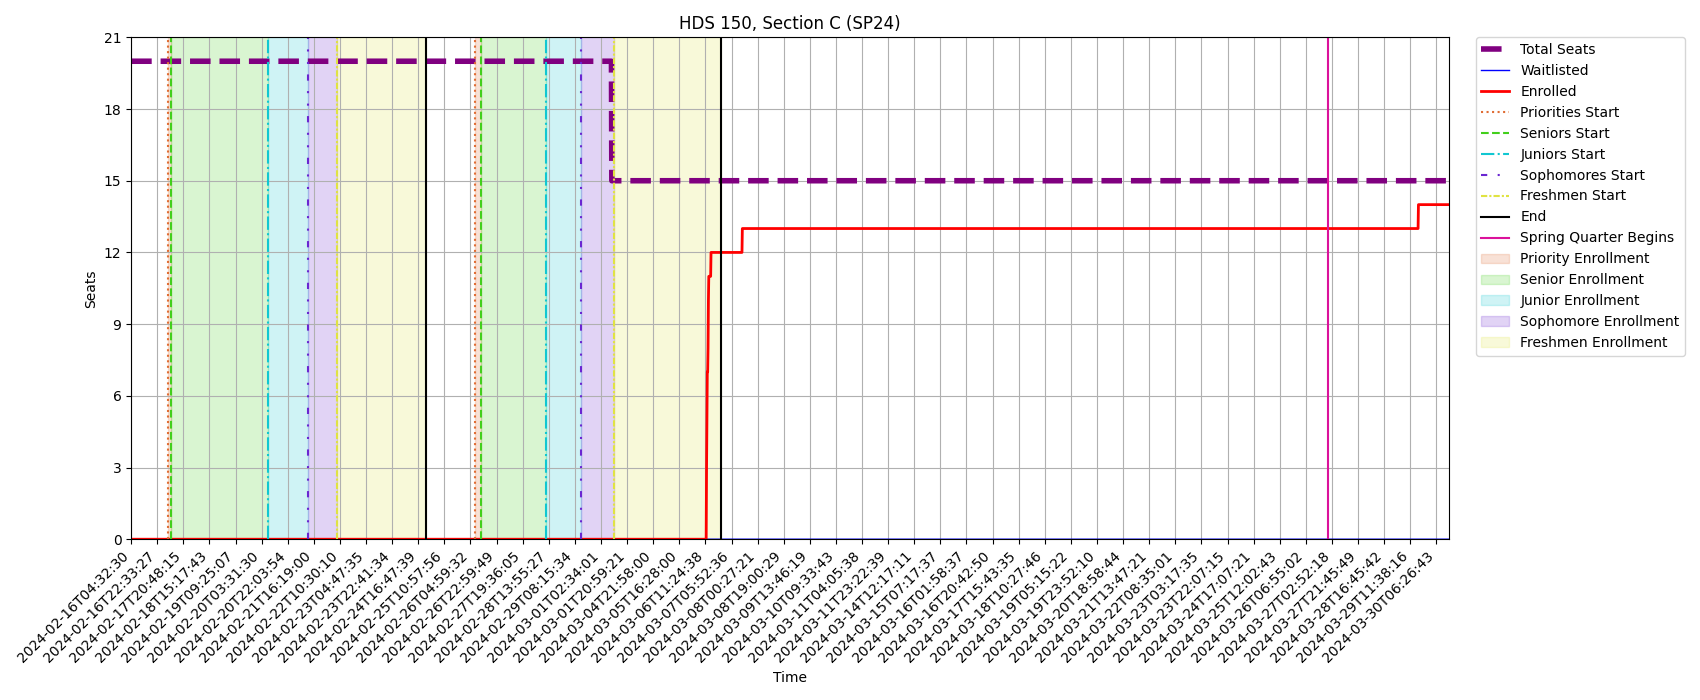 HDS 150, Section C (SP24)
21
18
15
12
9
6
3
0
Seats
2024-02-16T04:32:30
2024-02-16T22:33:27
2024-02-17T20:48:15
2024-02-18T15:17:43
2024-02-19T09:25:07
2024-02-20T03:31:30
2024-02-20T22:03:54
2024-02-21T16:19:00
2024-02-22T10:30:10
2024-02-23T04:47:35
2024-02-23T22:41:34
2024-02-24T16:47:39
2024-02-25T10:57:56
2024-02-26T04:59:32
2024-02-26T22:59:49
2024-02-27T19:36:05
2024-02-28T13:55:27
2024-02-29T08:15:34
2024-03-01T02:34:01
2024-03-01T20:59:21
2024-03-04T21:58:00
2024-03-05T16:28:00
2024-03-06T11:24:38
2024-03-07T05:52:36
2024-03-08T00:27:21
2024-03-08T19:00:29
2024-03-09T13:46:19
2024-03-10T09:33:43
2024-03-11T04:05:38
2024-03-11T23:22:39
2024-03-14T12:17:11
2024-03-15T07:17:37
2024-03-16T01:58:37
2024-03-16T20:42:50
2024-03-17T15:43:35
2024-03-18T10:27:46
2024-03-19T05:15:22
2024-03-19T23:52:10
2024-03-20T18:58:44
2024-03-21T13:47:21
2024-03-22T08:35:01
2024-03-23T03:17:35
2024-03-23T22:07:15
2024-03-24T17:07:21
2024-03-25T12:02:43
2024-03-26T06:55:02
2024-03-27T02:52:18
2024-03-27T21:45:49
2024-03-28T16:45:42
2024-03-29T11:38:16
2024-03-30T06:26:43
Time
Total Seats
Waitlisted
Enrolled
Priorities Start
Seniors Start
Juniors Start
Sophomores Start
Freshmen Start
End
Spring Quarter Begins
Priority Enrollment
Senior Enrollment
Junior Enrollment
Sophomore Enrollment
Freshmen Enrollment